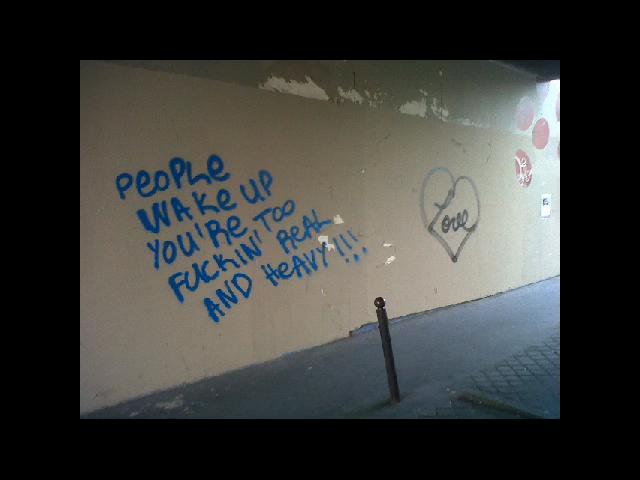 PEOPLE
WAKE UP
YOU'RE TOO
FUCKIN' REAL
AND HEAVY!!!
Love